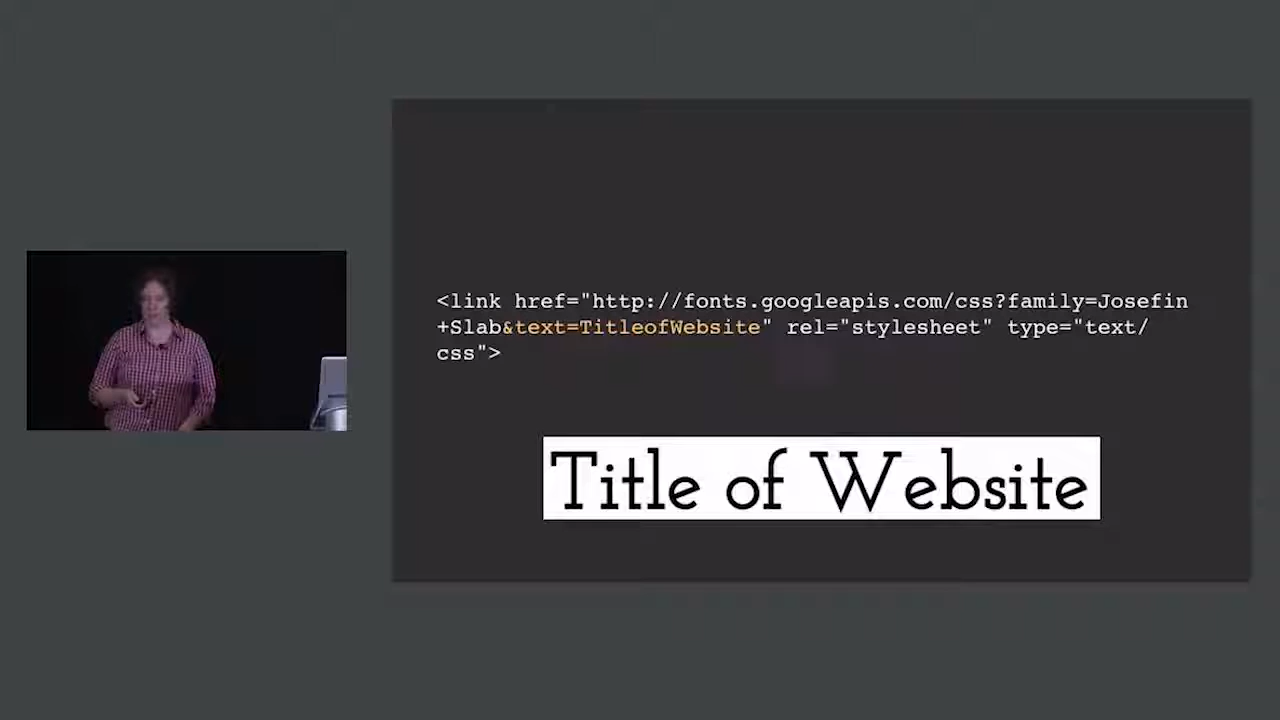 <link href="http://fonts.googleapis.com/css?family=Josefin
+Slab&text=TitleofWebsite" rel="stylesheet" type="text/
css">
Title of Website